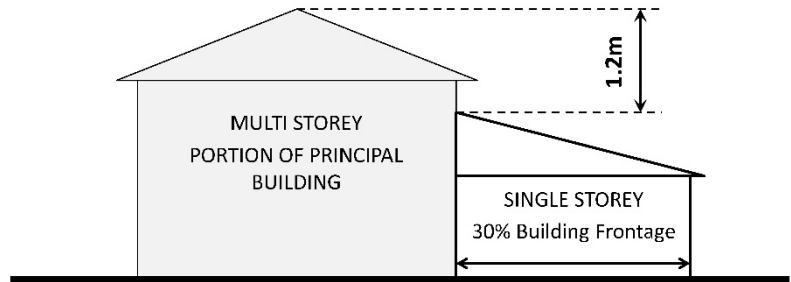 1.2m
MULTI STOREY
PORTION OF PRINCIPAL
BUILDING
SINGLE STOREY
30% Building Frontage